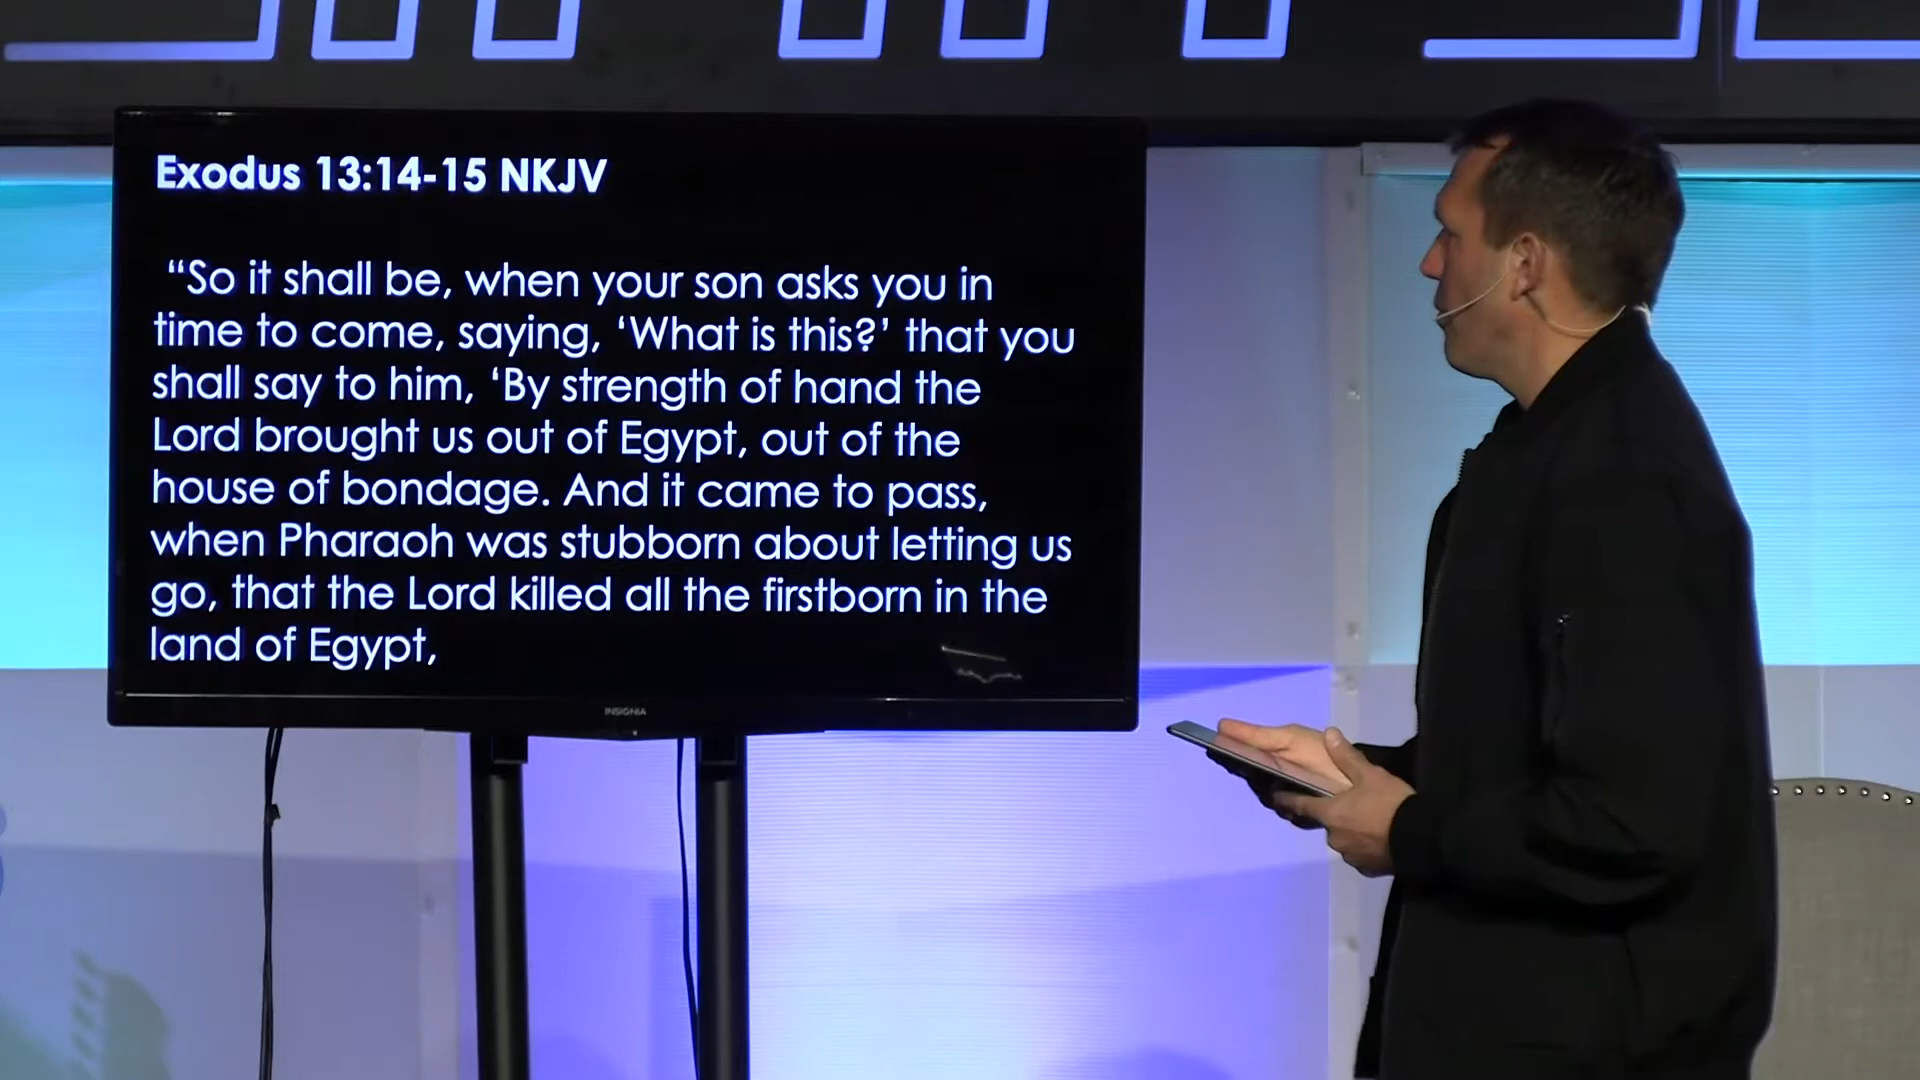 Exodus 13:14-15 NKJV
“So it shall be, when your son asks you in
time to come, saying, ‘What is this?’ that you
shall say to him, ‘By strength of hand the
Lord brought us out of Egypt, out of the
house of bondage. And it came to pass,
when Pharaoh was stubborn about letting us
go, that the Lord killed all the firstborn in the
land of Egypt,
INSIGNIA